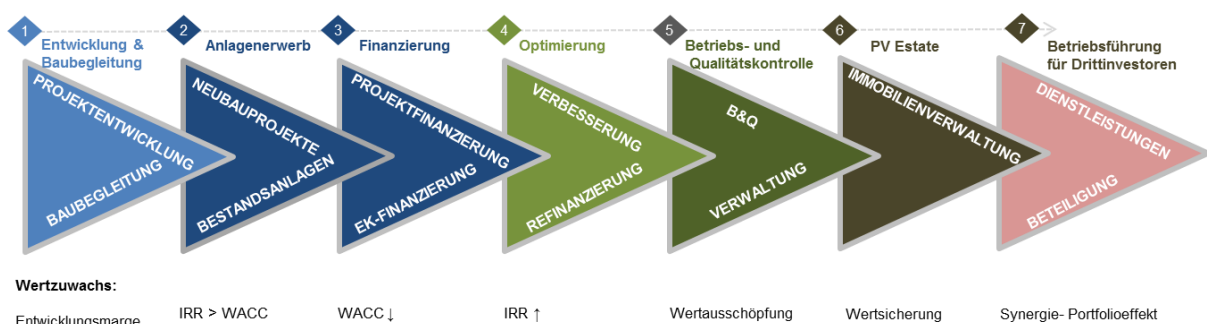 1
Entwicklung &
Baubegleitung
2
Anlagenerwerb
3
Finanzierung
4
Optimierung
5
Betriebs- und
Qualitätskontrolle
6
PV Estate
7
Betriebsführung
für Drittinvestoren
PROJEKTENTWICKLUNG
BAUBEGLEITUNG
NEUBAUPROJEKTE
BESTANDSANLAGEN
PROJEKTFINANZIERUNG
EK-FINANZIERUNG
VERBESSERUNG
REFINANZIERUNG
B&Q
VERWALTUNG
IMMOBILIENVERWALTUNG
DIENSTLEISTUNGEN
BETEILIGUNG
Wertzuwachs:
Entwicklungsmarge
IRR > WACC
WACC ↓
IRR ↑
Wertausschöpfung
Wertsicherung
Synergie- Portfolioeffekt